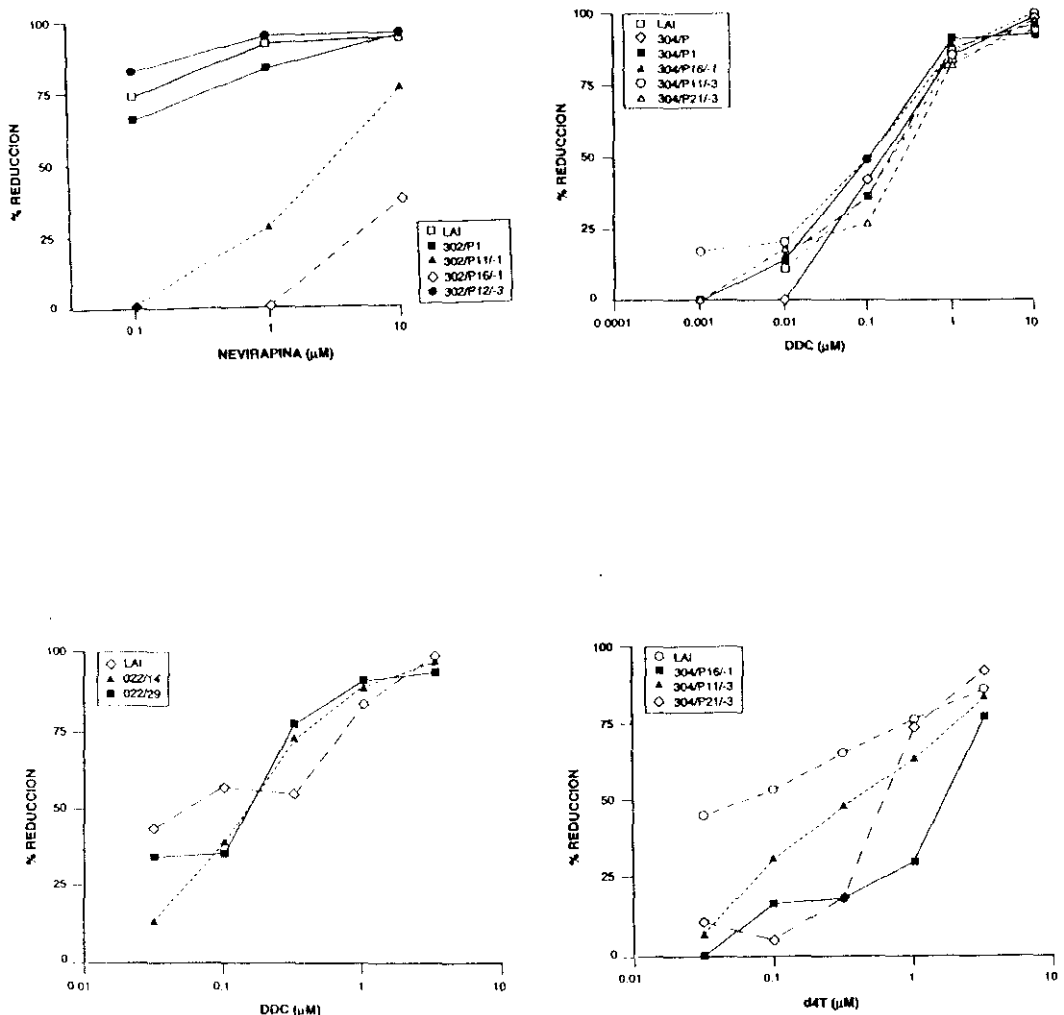 100
75
50
25
0
% REDUCCION
0.1
1
10
NEVIRAPINA (µM)
LAI
302/P1
302/P11/-1
302/P16/-1
302/P12/-3
100
75
50
25
0
% REDUCCION
LAI
304/P
304/P1
304/P16/-1
304/P11/-3
304/P21/-3
0.0001
0.001
0.01
0.1
1
10
DDC (µM)
100
75
50
25
0
% REDUCCION
LAI
022/14
022/29
0.01
0.1
1
10
DDC (µM)
100
75
50
25
0
% REDUCCION
LAI
304/P16/-1
304/P11/-3
304/P21/-3
0.01
0.1
1
10
d4T (µM)